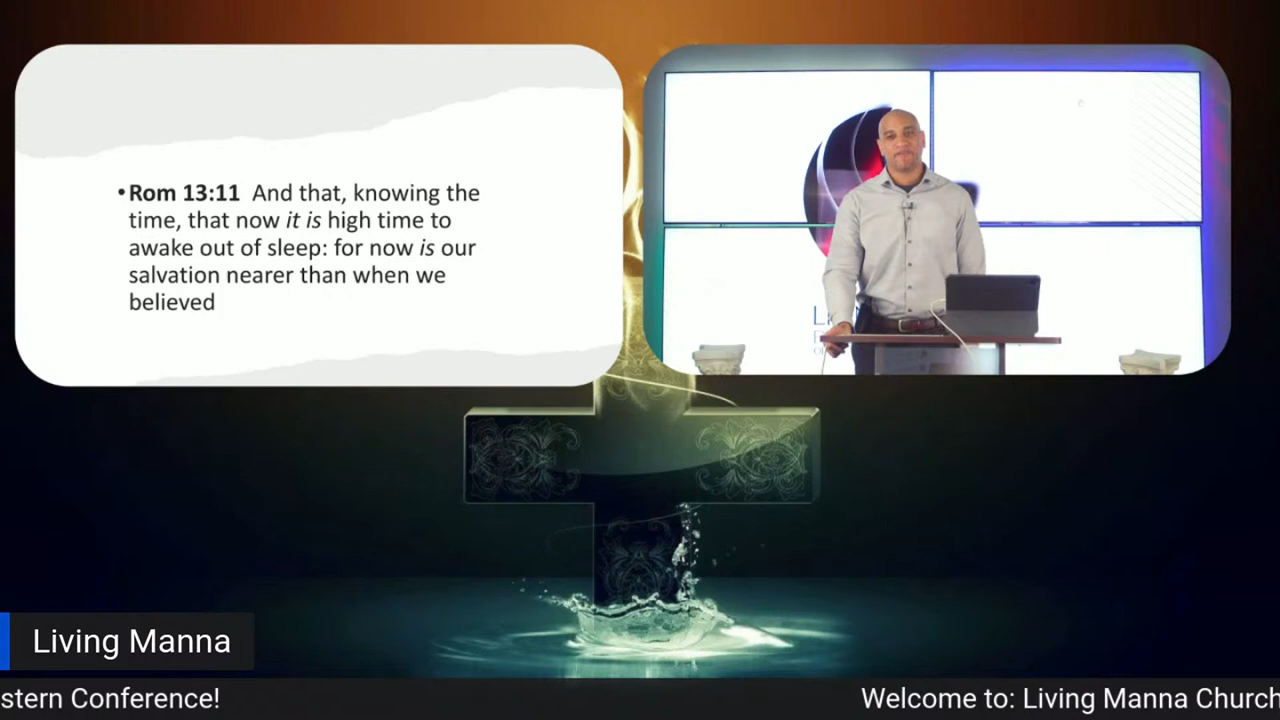 •Rom 13:11 And that, knowing the
time, that now it is high time to
awake out of sleep: for now is our
salvation nearer than when we
believed
Living Manna
stern Conference!
Welcome to: Living Manna Church